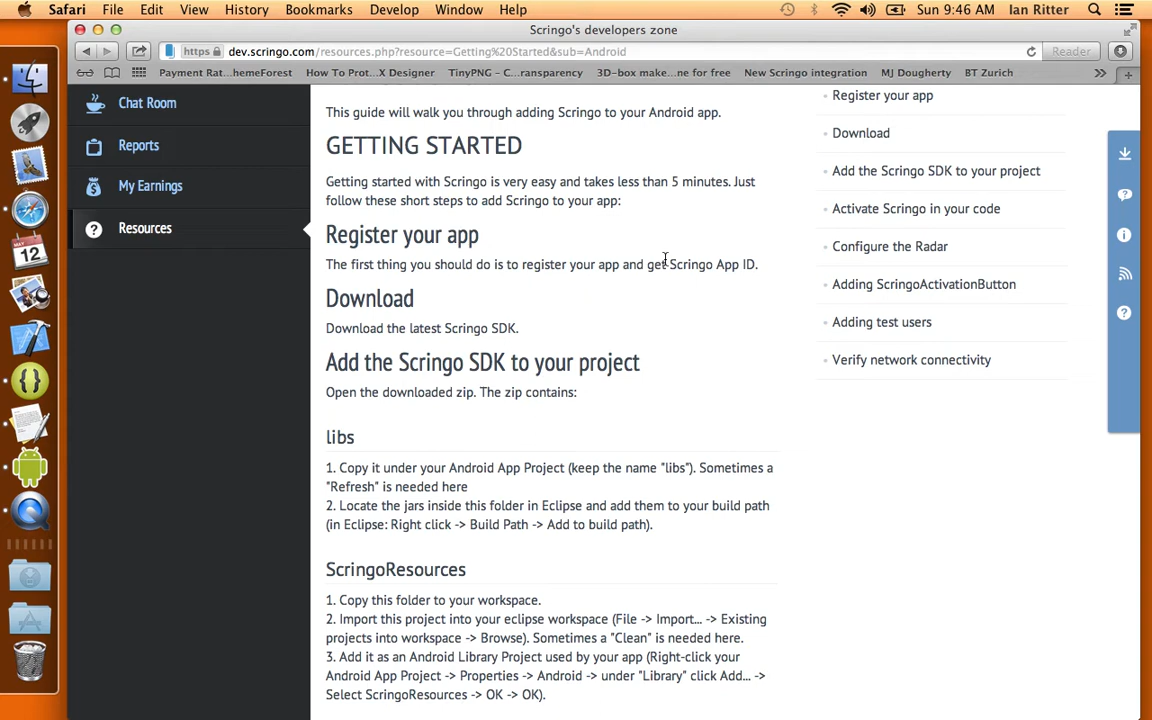 Safari File Edit View History Bookmarks Develop Window Help Sun 9:46 AM Ian Ritter
Scringo's developers zone
https dev.scringo.com/resources.php?resource=Getting%20Started&sub=Android Reader
Payment Rat...hemeForest How To Prot...X Designer TinyPNG – C...ransparency 3D-box make...ne for free New Scringo integration MJ Dougherty BT Zurich
Chat Room
Reports
My Earnings
Resources
This guide will walk you through adding Scringo to your Android app.
GETTING STARTED
Getting started with Scringo is very easy and takes less than 5 minutes. Just
follow these short steps to add Scringo to your app:
Register your app
The first thing you should do is to register your app and get Scringo App ID.
Download
Download the latest Scringo SDK.
Add the Scringo SDK to your project
Open the downloaded zip. The zip contains:
libs
1. Copy it under your Android App Project (keep the name "libs"). Sometimes a
"Refresh" is needed here
2. Locate the jars inside this folder in Eclipse and add them to your build path
(in Eclipse: Right click -> Build Path -> Add to build path).
ScringoResources
1. Copy this folder to your workspace.
2. Import this project into your eclipse workspace (File -> Import... -> Existing
projects into workspace -> Browse). Sometimes a "Clean" is needed here.
3. Add it as an Android Library Project used by your app (Right-click your
Android App Project -> Properties -> Android -> under "Library" click Add... ->
Select ScringoResources -> OK -> OK).
Register your app
Download
Add the Scringo SDK to your project
Activate Scringo in your code
Configure the Radar
Adding ScringoActivationButton
Adding test users
Verify network connectivity
MAY
12